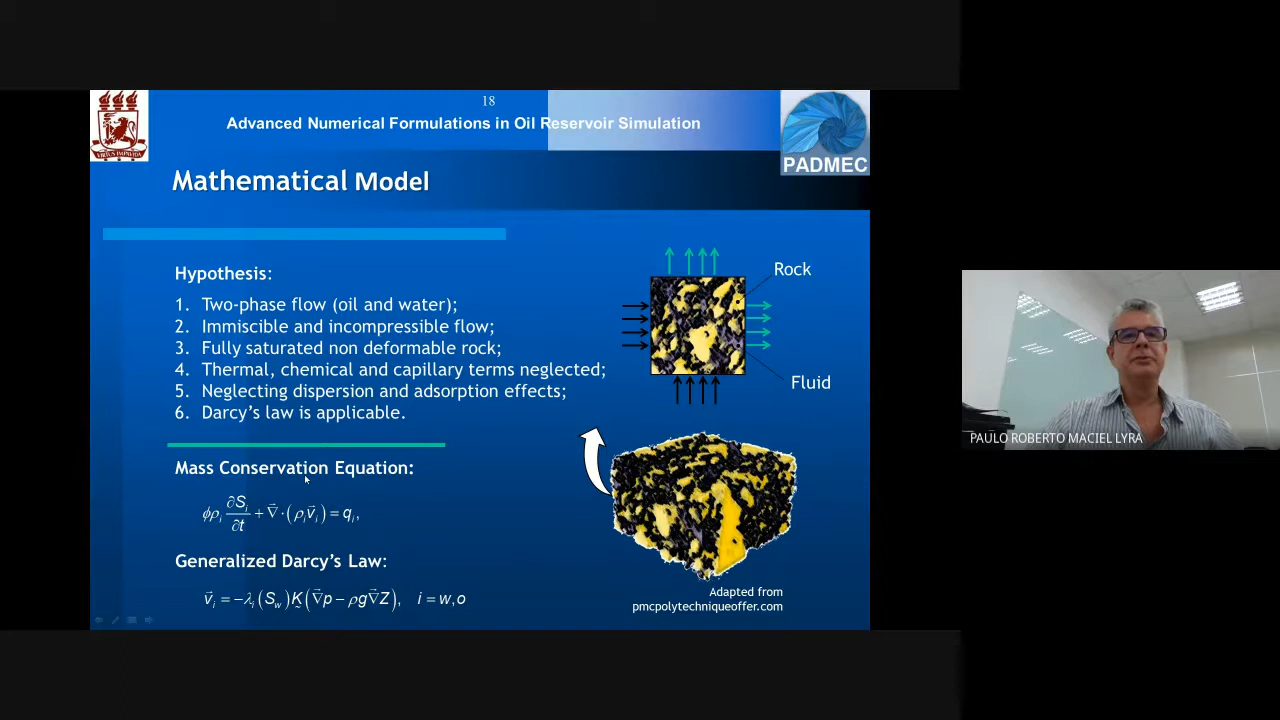 18
Advanced Numerical Formulations in Oil Reservoir Simulation
VIRTUS IMPAVIDA
PADMEC
Mathematical Model
Hypothesis:
1. Two-phase flow (oil and water);
2. Immiscible and incompressible flow;
3. Fully saturated non deformable rock;
4. Thermal, chemical and capillary terms neglected;
5. Neglecting dispersion and adsorption effects;
6. Darcy’s law is applicable.
Rock
Fluid
Mass Conservation Equation:
ϕρᵢ ∂Sᵢ/∂t + ∇⃗·(ρᵢv⃗ᵢ) = qᵢ,
Generalized Darcy’s Law:
v⃗ᵢ = −λᵢ(S_w)K̰(∇⃗p − ρg∇⃗Z), i = w,o
Adapted from
pmcpolytechniqueoffer.com
PAULO ROBERTO MACIEL LYRA